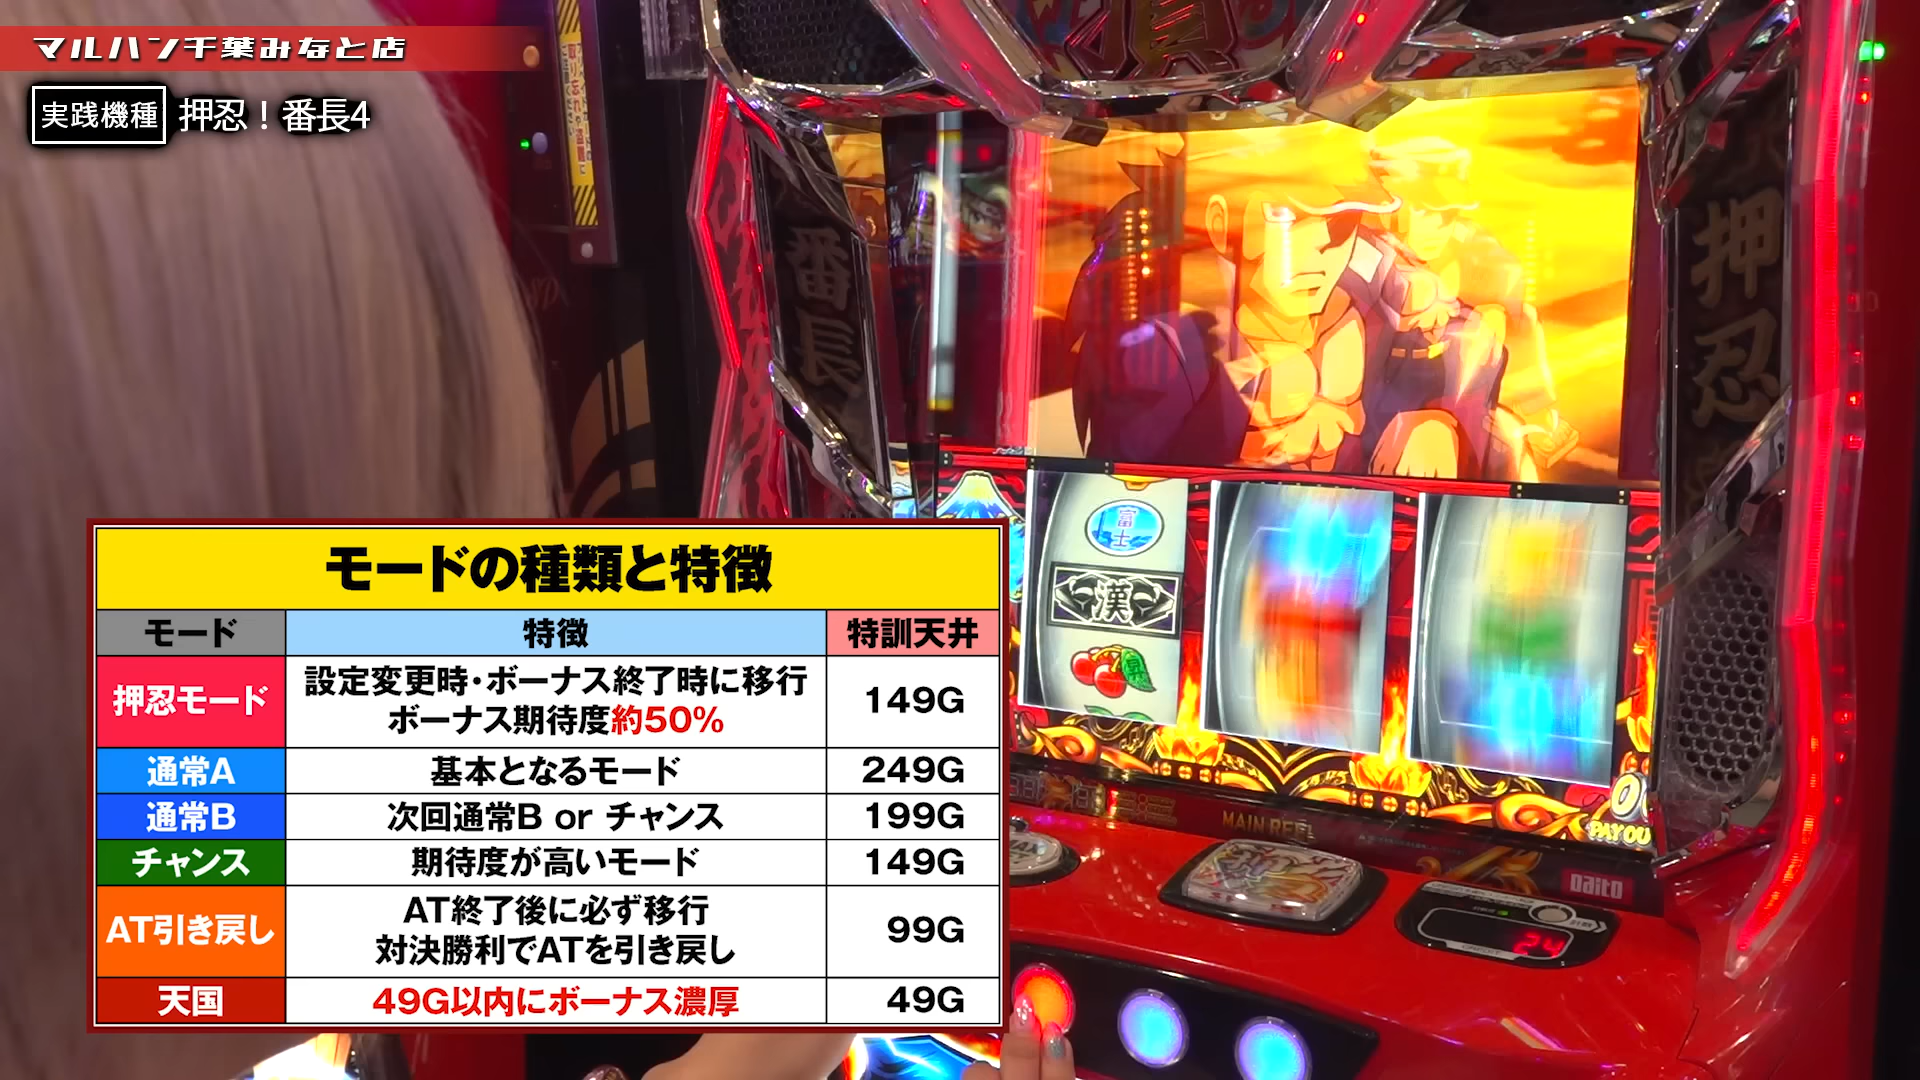 マルハン千葉みなと店
実践機種 押忍！番長4
番長
押忍
富士
漢
モードの種類と特徴
モード 特徴 特訓天井
押忍モード 設定変更時・ボーナス終了時に移行 149G
ボーナス期待度約50%
通常A 基本となるモード 249G
通常B 次回通常B or チャンス 199G
チャンス 期待度が高いモード 149G
AT引き戻し AT終了後に必ず移行 99G
対決勝利でATを引き戻し
天国 49G以内にボーナス濃厚 49G
0
PAYOU
MAIN REEL
Daito
24